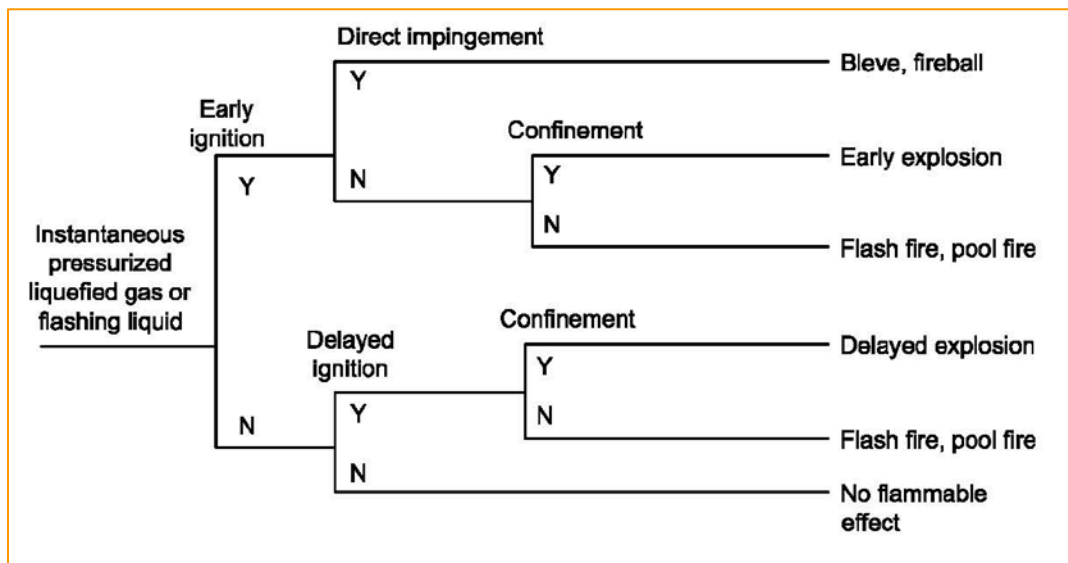 Direct impingement
Bleve, fireball
Y
Early
ignition
Confinement
Early explosion
Y
N
Y
N
Flash fire, pool fire
Instantaneous
pressurized
liquefied gas or
flashing liquid
Confinement
Delayed
ignition
Delayed explosion
Y
N
Y
N
Flash fire, pool fire
N
No flammable
effect